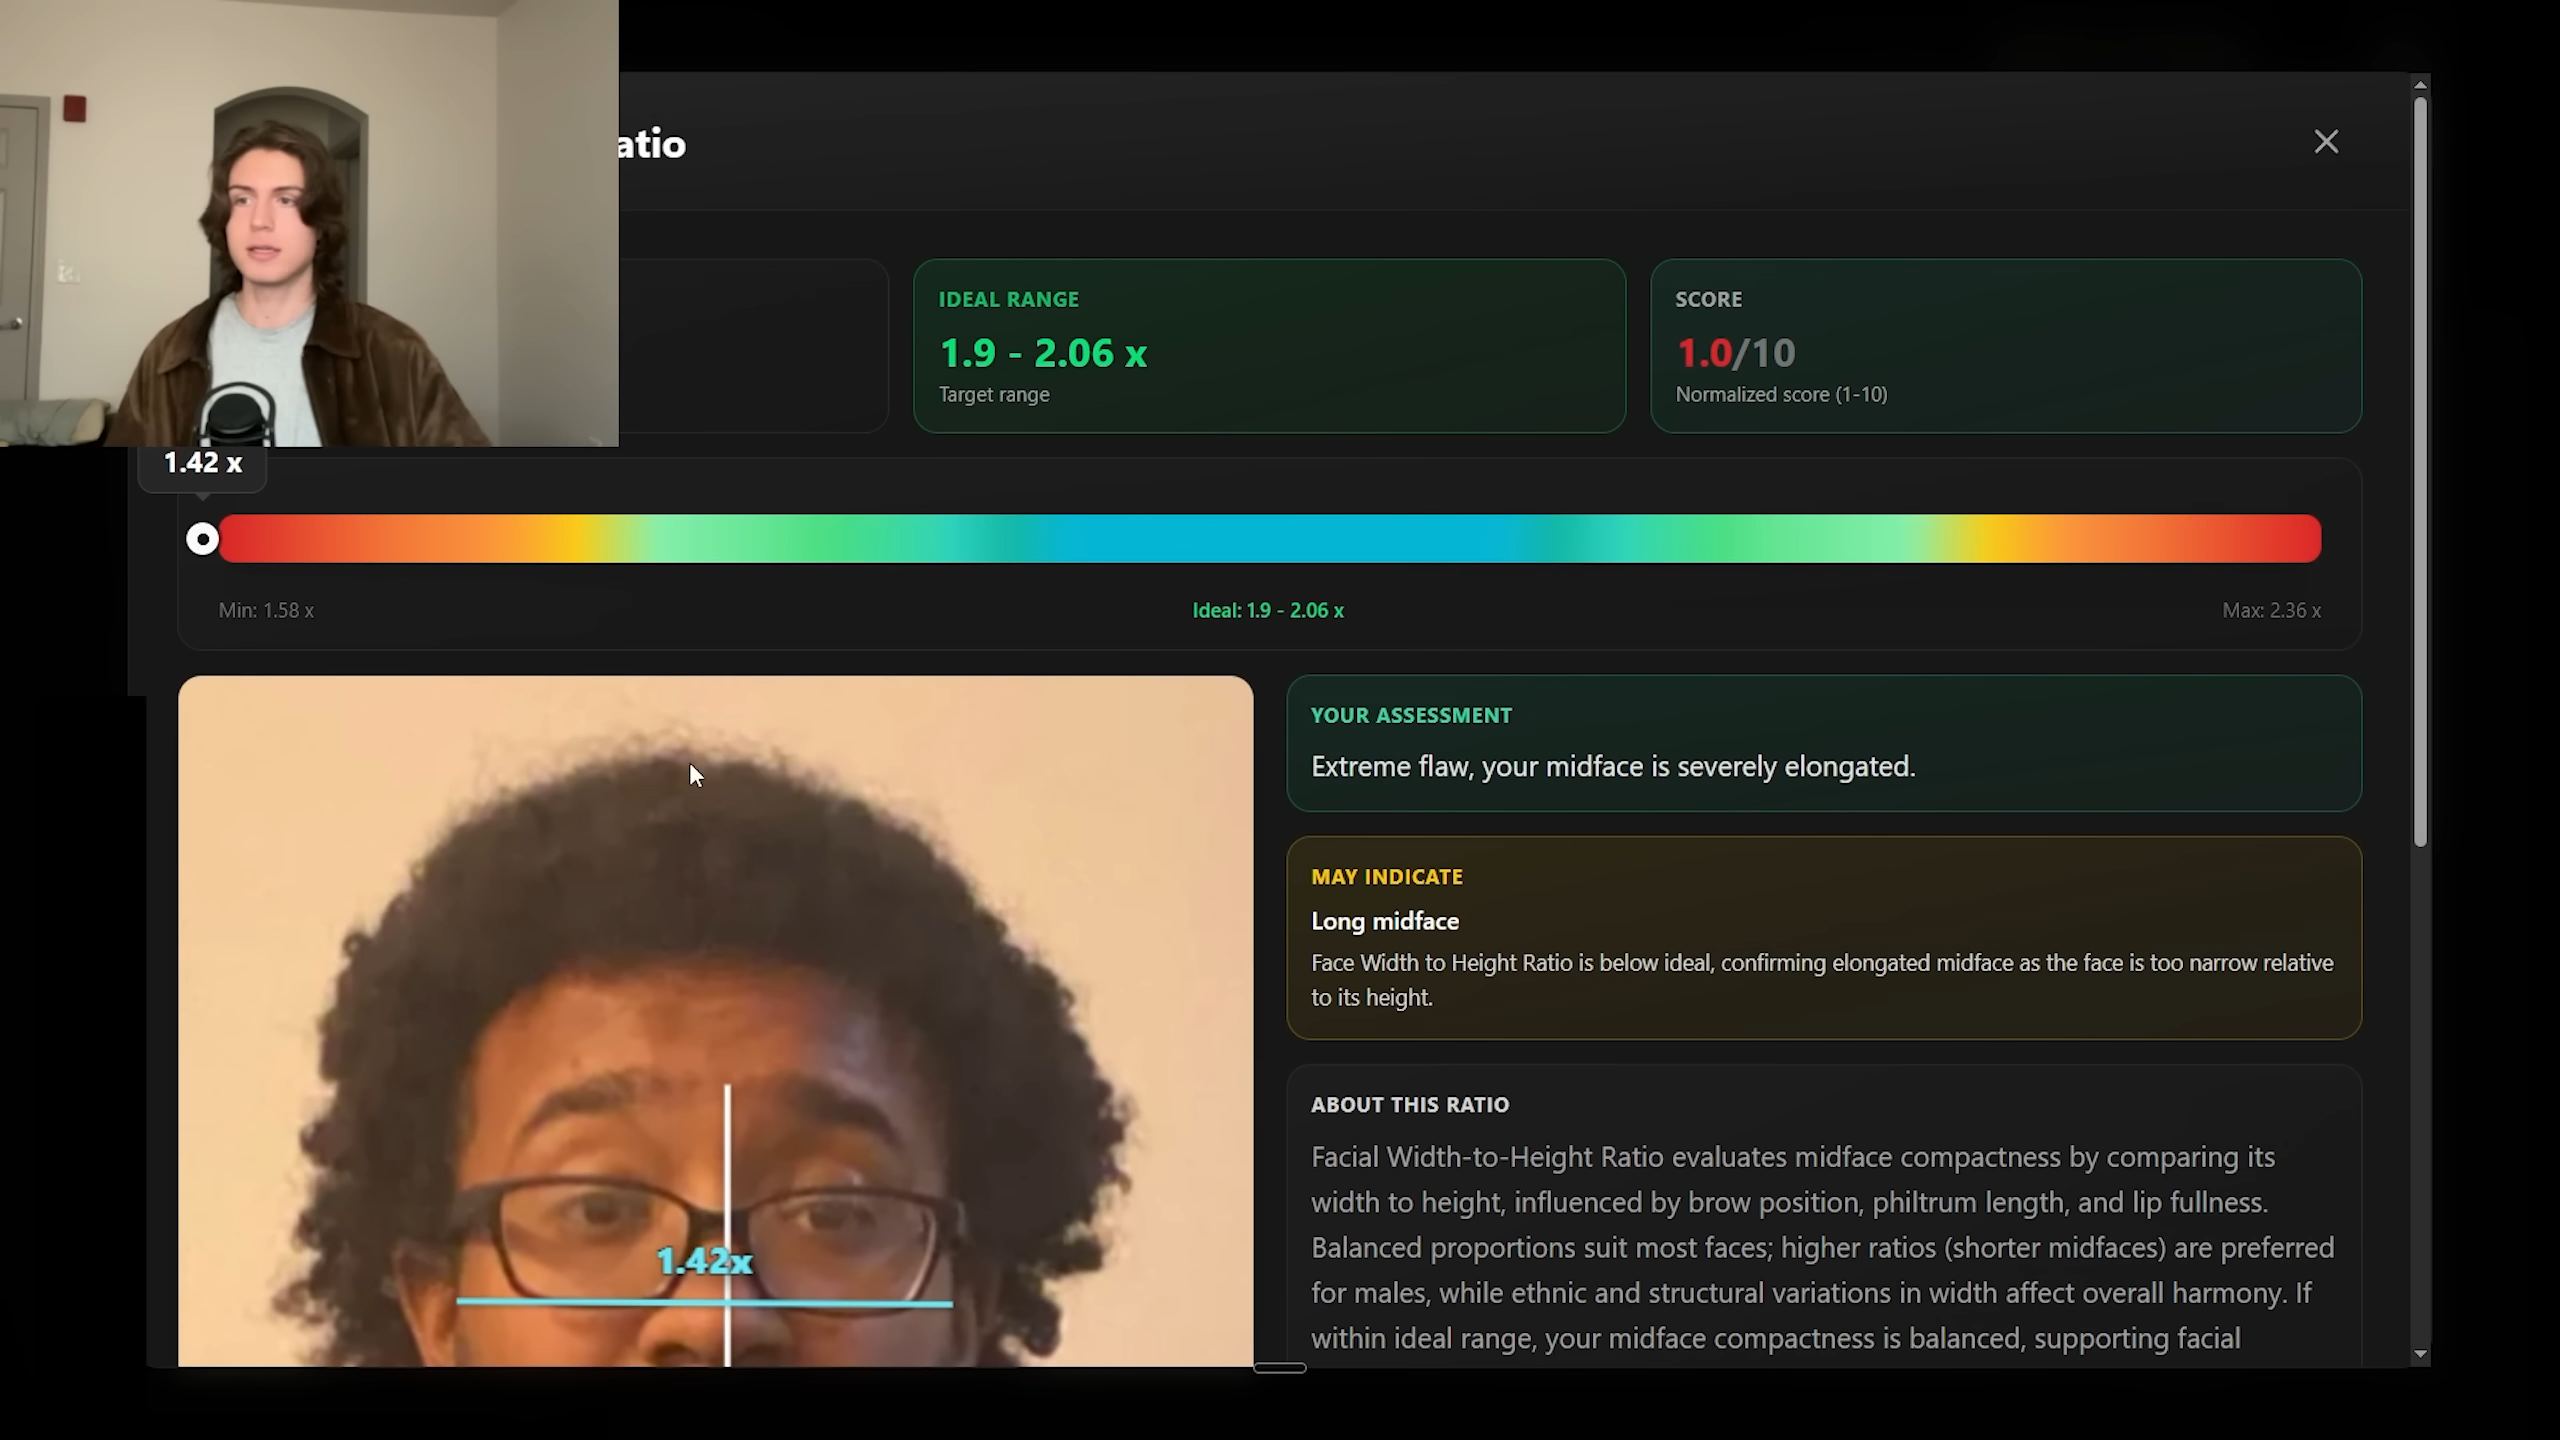 atio
IDEAL RANGE
1.9 - 2.06 x
Target range
SCORE
1.0/10
Normalized score (1-10)
1.42 x
Min: 1.58 x
Ideal: 1.9 - 2.06 x
Max: 2.36 x
1.42x
YOUR ASSESSMENT
Extreme flaw, your midface is severely elongated.
MAY INDICATE
Long midface
Face Width to Height Ratio is below ideal, confirming elongated midface as the face is too narrow relative
to its height.
ABOUT THIS RATIO
Facial Width-to-Height Ratio evaluates midface compactness by comparing its
width to height, influenced by brow position, philtrum length, and lip fullness.
Balanced proportions suit most faces; higher ratios (shorter midfaces) are preferred
for males, while ethnic and structural variations in width affect overall harmony. If
within ideal range, your midface compactness is balanced, supporting facial